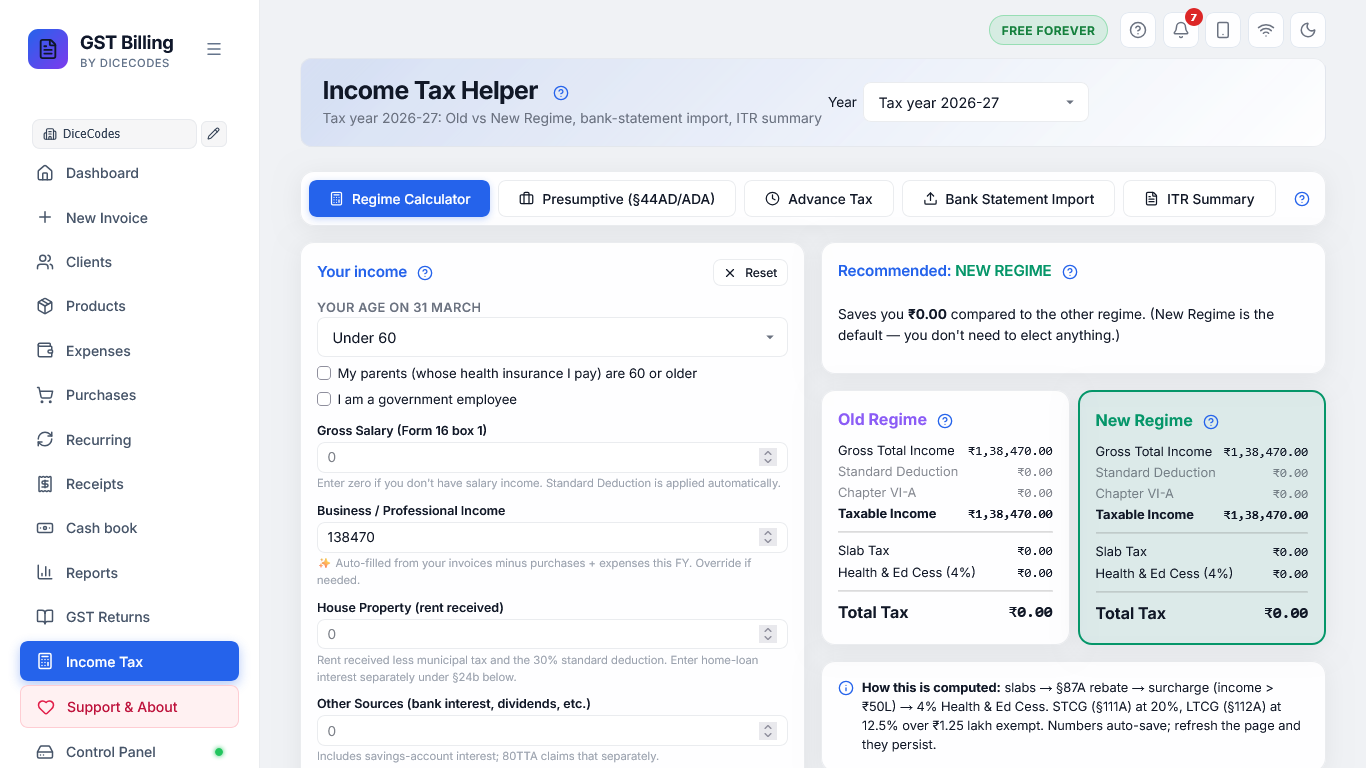 GST Billing
BY DICECODES
DiceCodes
Dashboard
New Invoice
Clients
Products
Expenses
Purchases
Recurring
Receipts
Cash book
Reports
GST Returns
Income Tax
Support & About
Control Panel
FREE FOREVER
7
Income Tax Helper
Tax year 2026-27: Old vs New Regime, bank-statement import, ITR summary
Year
Tax year 2026-27
Regime Calculator
Presumptive (§44AD/ADA)
Advance Tax
Bank Statement Import
ITR Summary
Your income
Reset
YOUR AGE ON 31 MARCH
Under 60
My parents (whose health insurance I pay) are 60 or older
I am a government employee
Gross Salary (Form 16 box 1)
0
Enter zero if you don't have salary income. Standard Deduction is applied automatically.
Business / Professional Income
138470
✨ Auto-filled from your invoices minus purchases + expenses this FY. Override if
needed.
House Property (rent received)
0
Rent received less municipal tax and the 30% standard deduction. Enter home-loan
interest separately under §24b below.
Other Sources (bank interest, dividends, etc.)
0
Includes savings-account interest; 80TTA claims that separately.
Recommended: NEW REGIME
Saves you ₹0.00 compared to the other regime. (New Regime is the
default — you don't need to elect anything.)
Old Regime
Gross Total Income ₹1,38,470.00
Standard Deduction ₹0.00
Chapter VI-A ₹0.00
Taxable Income ₹1,38,470.00
Slab Tax ₹0.00
Health & Ed Cess (4%) ₹0.00
Total Tax ₹0.00
New Regime
Gross Total Income ₹1,38,470.00
Standard Deduction ₹0.00
Chapter VI-A ₹0.00
Taxable Income ₹1,38,470.00
Slab Tax ₹0.00
Health & Ed Cess (4%) ₹0.00
Total Tax ₹0.00
How this is computed: slabs → §87A rebate → surcharge (income >
₹50L) → 4% Health & Ed Cess. STCG (§111A) at 20%, LTCG (§112A) at
12.5% over ₹1.25 lakh exempt. Numbers auto-save; refresh the page and
they persist.